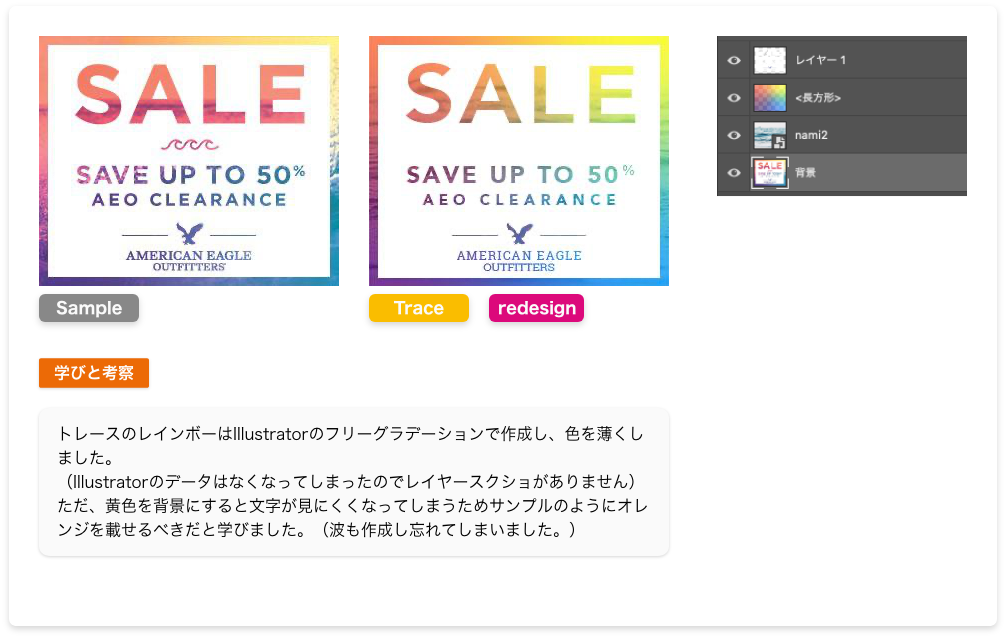 SALE
SAVE UP TO 50%
AEO CLEARANCE
AMERICAN EAGLE
OUTFITTERS
Sample
SALE
SAVE UP TO 50%
AEO CLEARANCE
AMERICAN EAGLE
OUTFITTERS
Trace
redesign
レイヤー 1
<長方形>
nami2
背景
学びと考察
トレースのレインボーはIllustratorのフリーグラデーションで作成し、色を薄くし
ました。
（Illustratorのデータはなくなってしまったのでレイヤースクショがありません）
ただ、黄色を背景にすると文字が見にくくなってしまうためサンプルのようにオレ
ンジを載せるべきだと学びました。（波も作成し忘れてしまいました。）